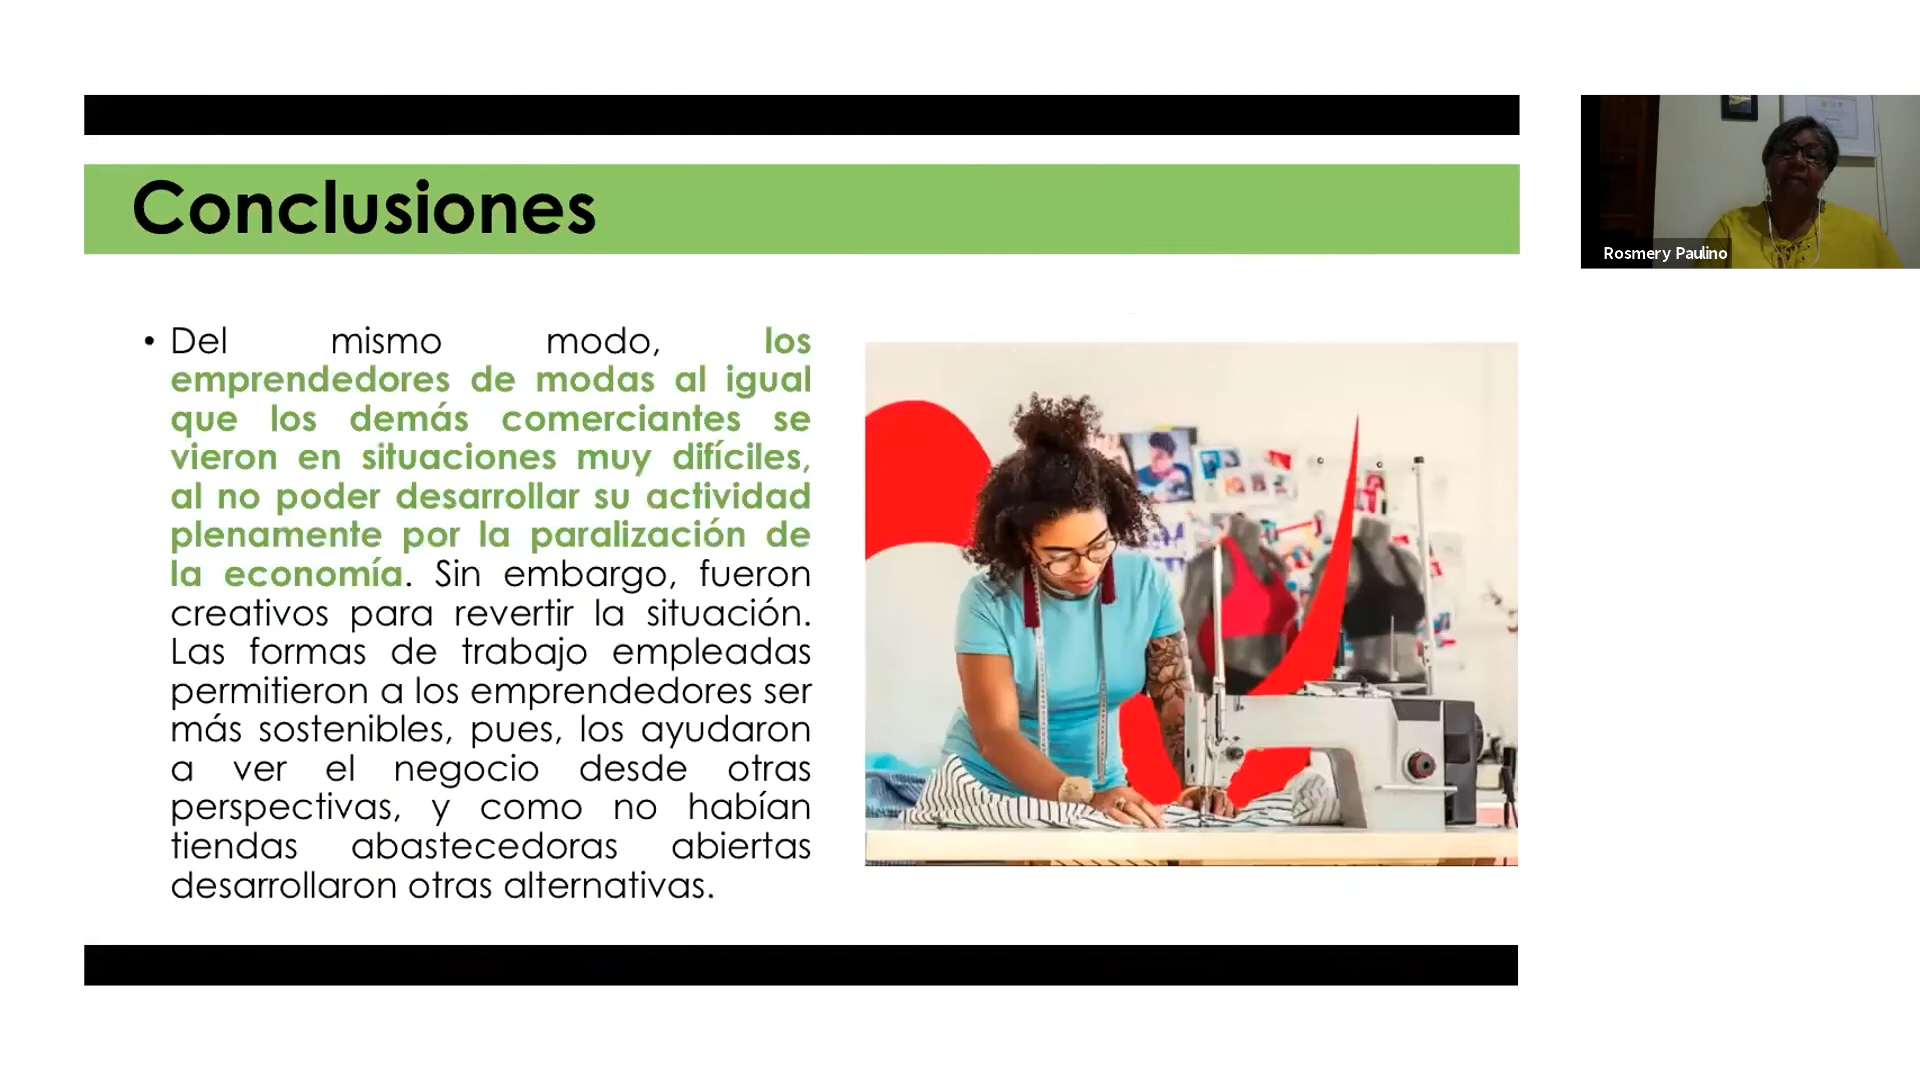 Conclusiones
• Del mismo modo, los
emprendedores de modas al igual
que los demás comerciantes se
vieron en situaciones muy difíciles,
al no poder desarrollar su actividad
plenamente por la paralización de
la economía. Sin embargo, fueron
creativos para revertir la situación.
Las formas de trabajo empleadas
permitieron a los emprendedores ser
más sostenibles, pues, los ayudaron
a ver el negocio desde otras
perspectivas, y como no habían
tiendas abastecedoras abiertas
desarrollaron otras alternativas.
Rosmery Paulino